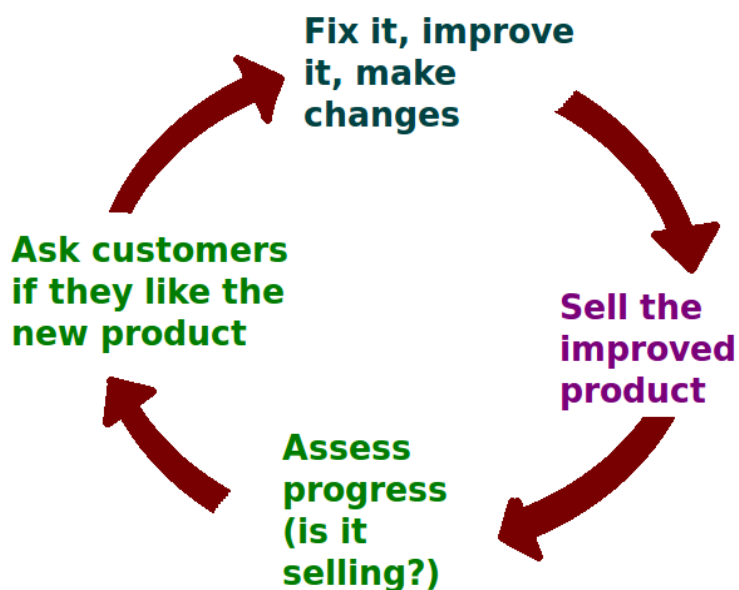 Fix it, improve
it, make
changes
Sell the
improved
product
Assess
progress
(is it
selling?)
Ask customers
if they like the
new product